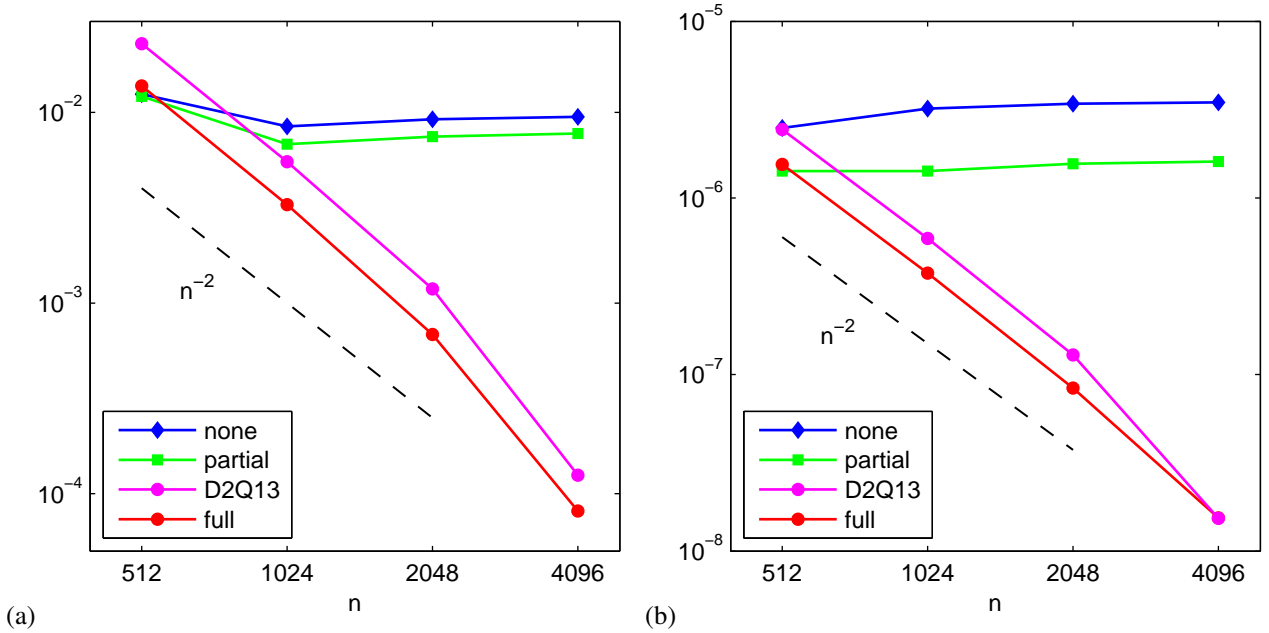 10⁻²
10⁻³
10⁻⁴
n⁻²
none
partial
D2Q13
full
512 1024 2048 4096
n
(a)
10⁻⁵
10⁻⁶
10⁻⁷
10⁻⁸
n⁻²
none
partial
D2Q13
full
512 1024 2048 4096
n
(b)